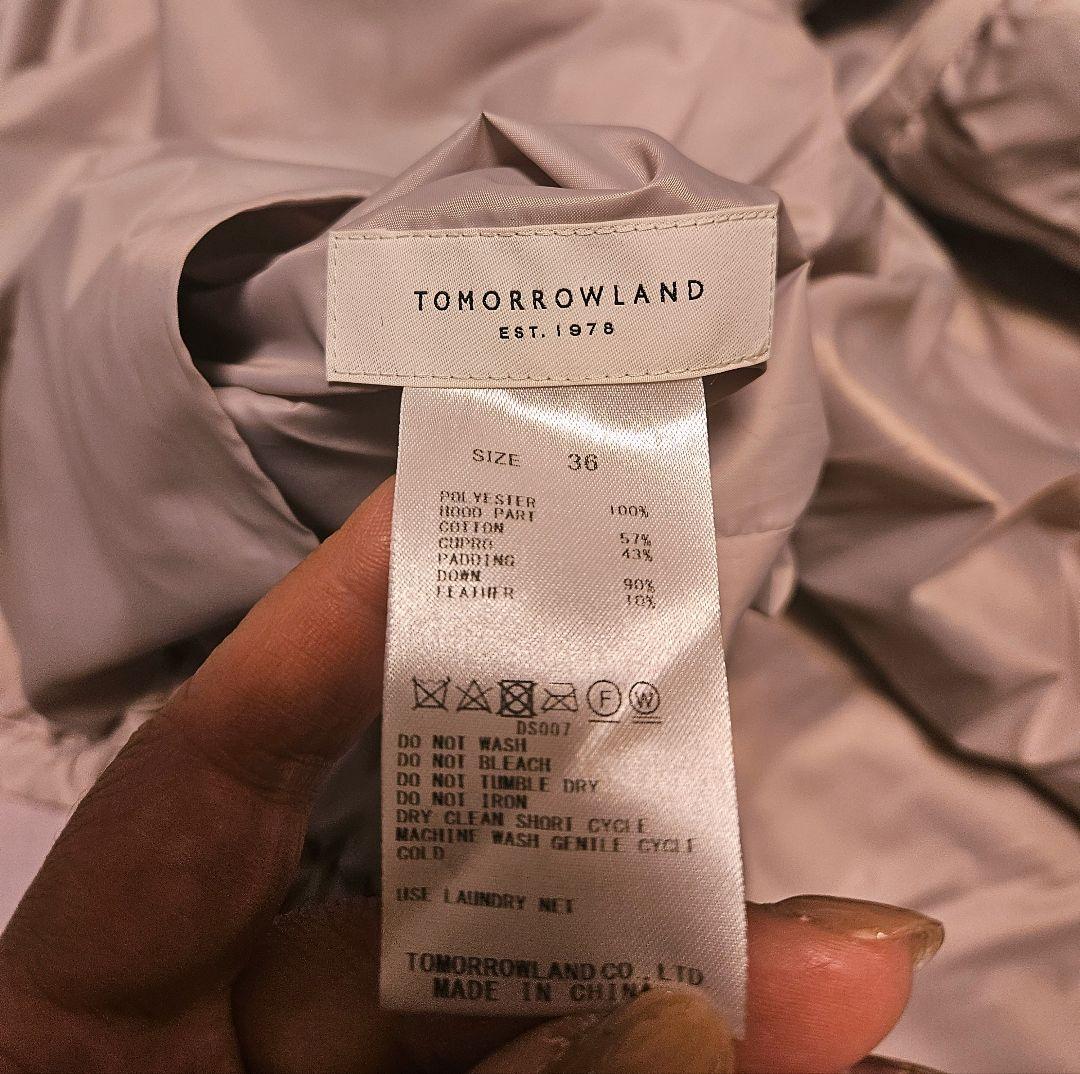 TOMORROWLAND
EST. 1978
SIZE 36
POLYESTER 100%
HOOD PART
COTTON 57%
CUPRO 43%
PADDING
DOWN 90%
FEATHER 10%
F W
DS007
DO NOT WASH
DO NOT BLEACH
DO NOT TUMBLE DRY
DO NOT IRON
DRY CLEAN SHORT CYCLE
MACHINE WASH GENTLE CYCLE
COLD
USE LAUNDRY NET
TOMORROWLAND CO.,LTD
MADE IN CHINA